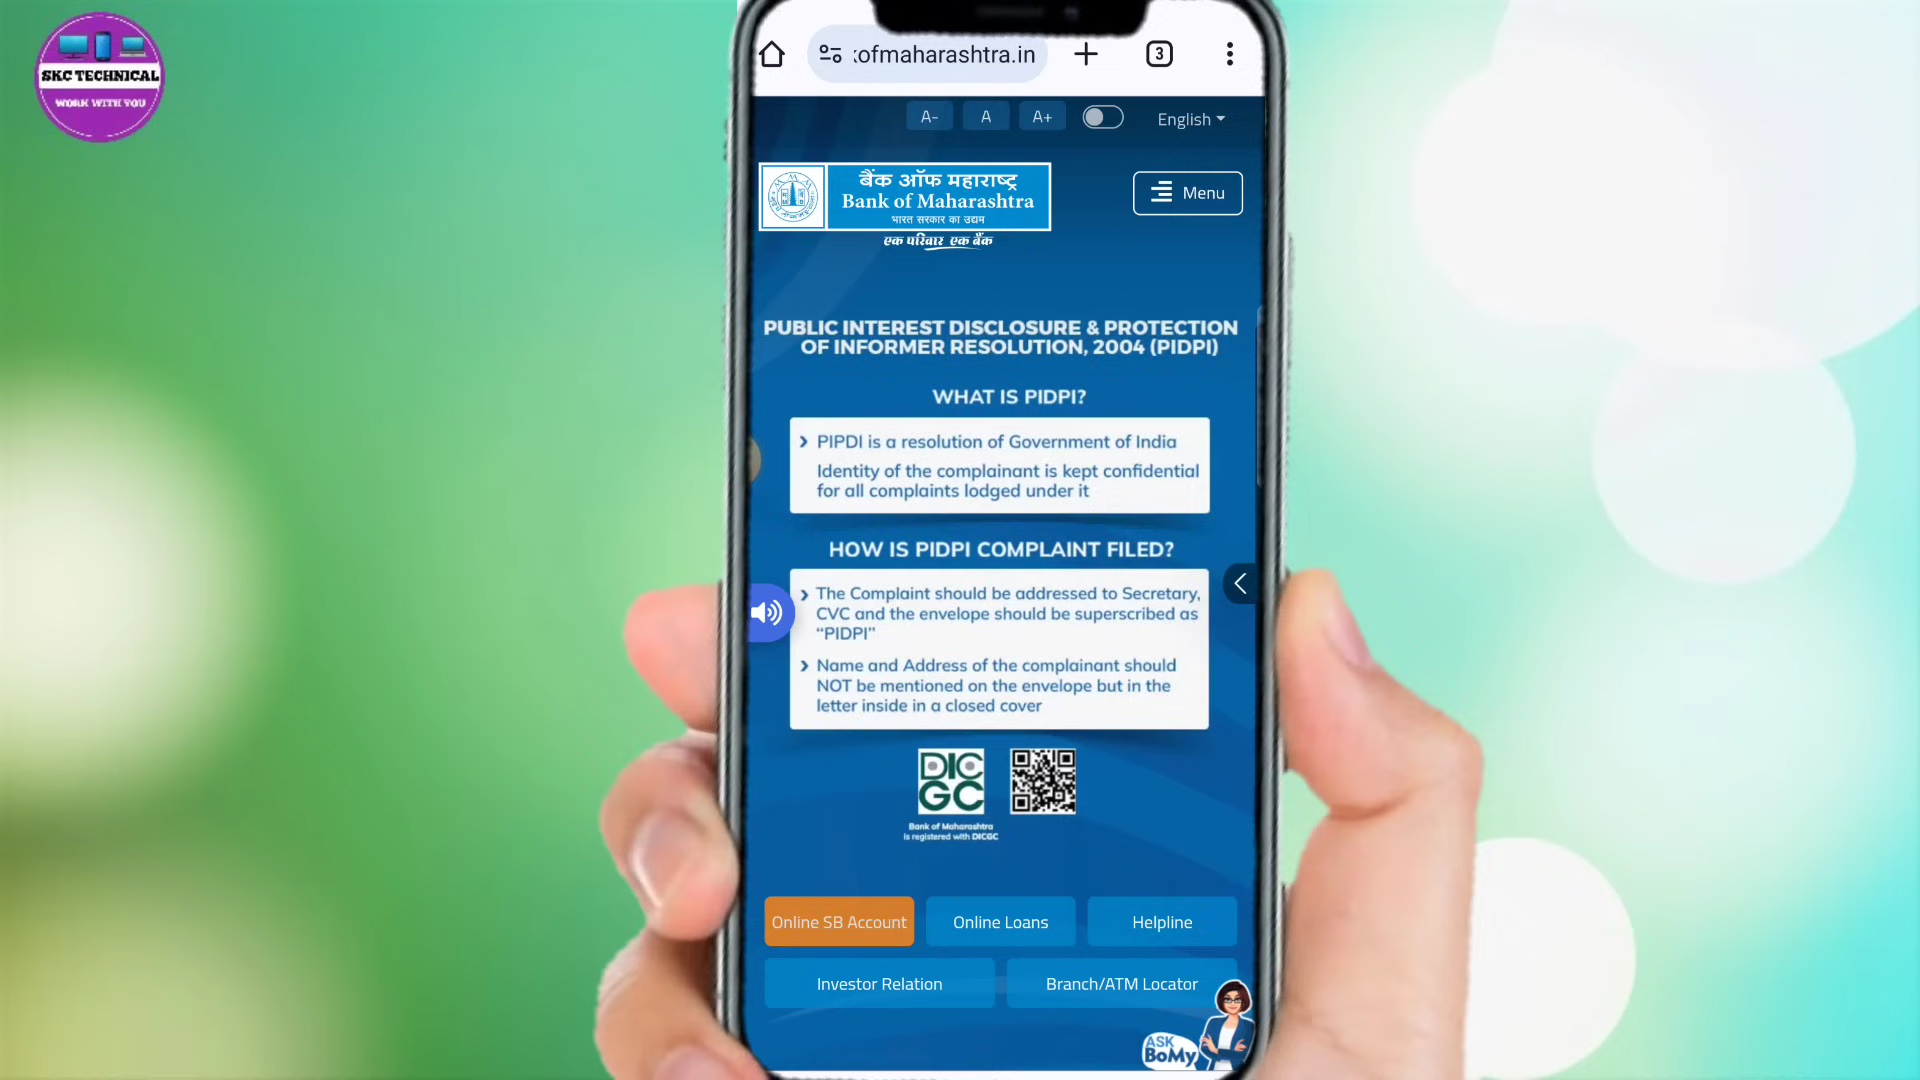 SKC TECHNICAL
WORK WITH YOU
kofmaharashtra.in
3
A-
A
A+
English
बैंक ऑफ महाराष्ट्र
Bank of Maharashtra
भारत सरकार का उद्यम
एक परिवार एक बैंक
Menu
PUBLIC INTEREST DISCLOSURE & PROTECTION
OF INFORMER RESOLUTION, 2004 (PIDPI)
WHAT IS PIDPI?
PIPDI is a resolution of Government of India
Identity of the complainant is kept confidential
for all complaints lodged under it
HOW IS PIDPI COMPLAINT FILED?
The Complaint should be addressed to Secretary,
CVC and the envelope should be superscribed as
“PIDPI”
Name and Address of the complainant should
NOT be mentioned on the envelope but in the
letter inside in a closed cover
DIC
GC
Bank of Maharashtra
is registered with DICGC
Online SB Account
Online Loans
Helpline
Investor Relation
Branch/ATM Locator
ASK
BoMy